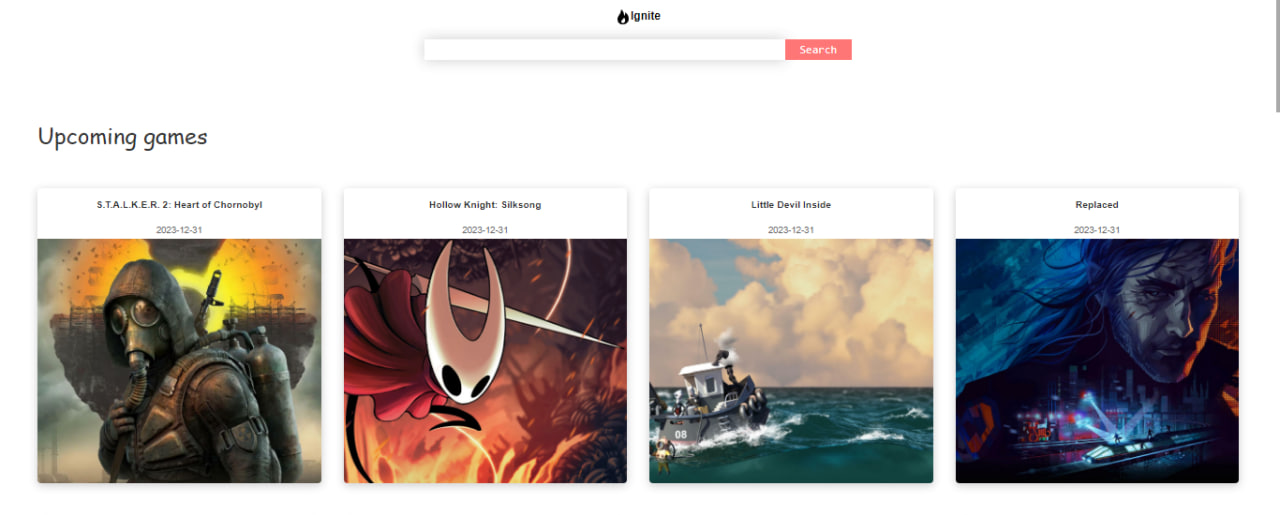 Ignite
Search
Upcoming games
S.T.A.L.K.E.R. 2: Heart of Chornobyl
2023-12-31
Hollow Knight: Silksong
2023-12-31
Little Devil Inside
2023-12-31
Replaced
2023-12-31
08